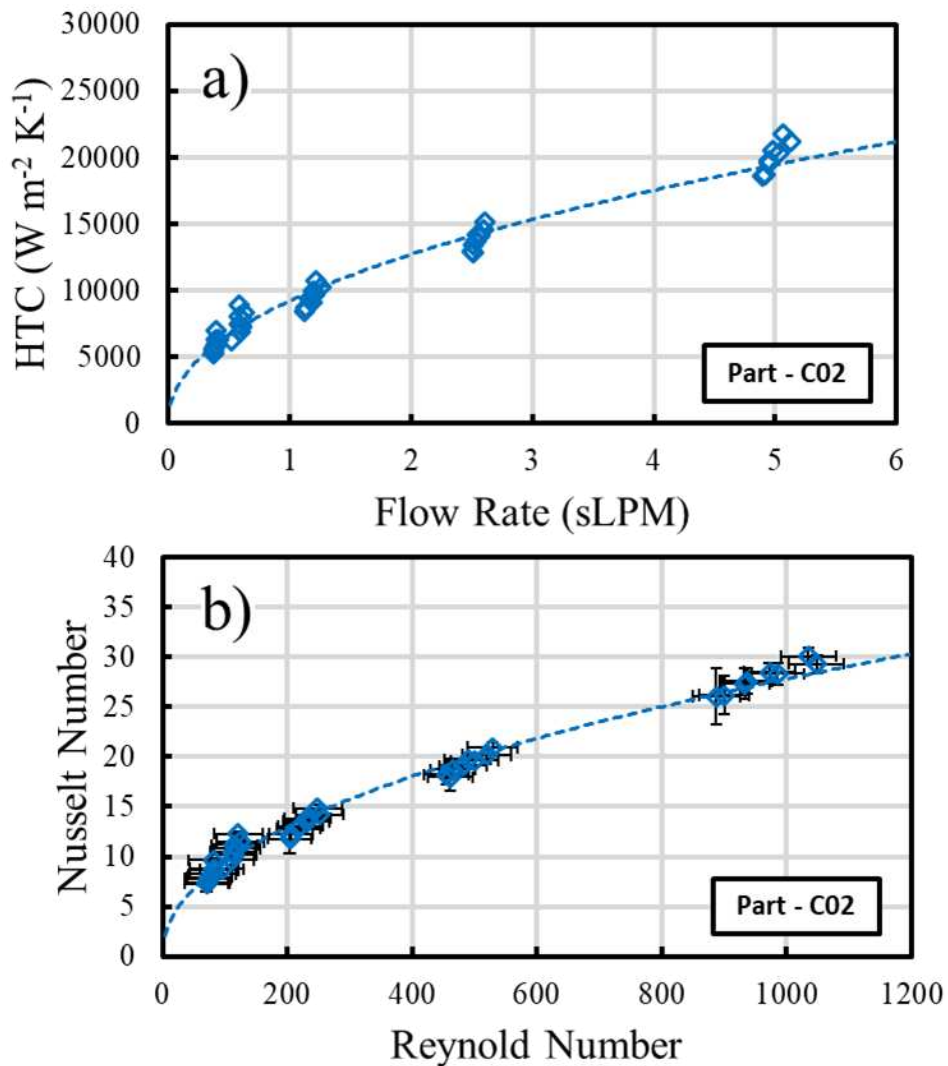 a)
HTC (W m-2 K-1)
30000
25000
20000
15000
10000
5000
0
Part - C02
0 1 2 3 4 5 6
Flow Rate (sLPM)
b)
Nusselt Number
40
35
30
25
20
15
10
5
0
Part - C02
0 200 400 600 800 1000 1200
Reynold Number